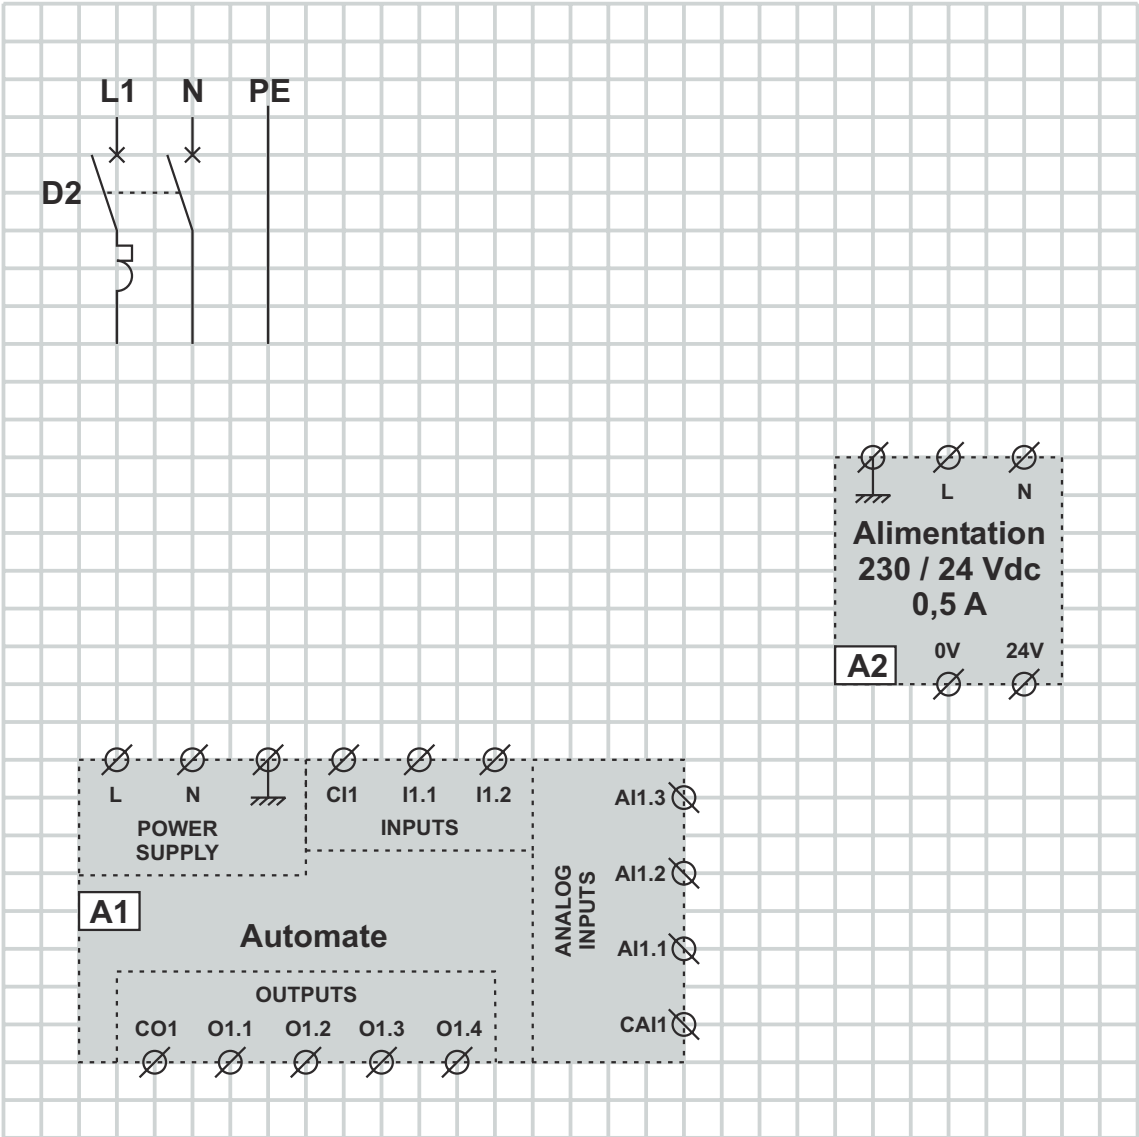 L1 N PE
D2
L N
Alimentation
230 / 24 Vdc
0,5 A
0V 24V
A2
L N CI1 I1.1 I1.2
POWER
SUPPLY
INPUTS
AI1.3
AI1.2
AI1.1
CAI1
ANALOG
INPUTS
A1
Automate
OUTPUTS
CO1 O1.1 O1.2 O1.3 O1.4